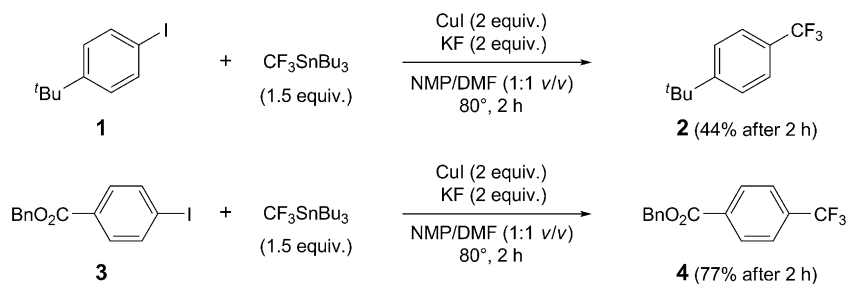 I
CuI (2 equiv.)
KF (2 equiv.)
CF₃
+
CF₃SnBu₃
(1.5 equiv.)
NMP/DMF (1:1 v/v)
80°, 2 h
ᵗBu
ᵗBu
1
2 (44% after 2 h)
CuI (2 equiv.)
KF (2 equiv.)
BnO₂C
I
+
CF₃SnBu₃
(1.5 equiv.)
NMP/DMF (1:1 v/v)
80°, 2 h
BnO₂C
CF₃
3
4 (77% after 2 h)